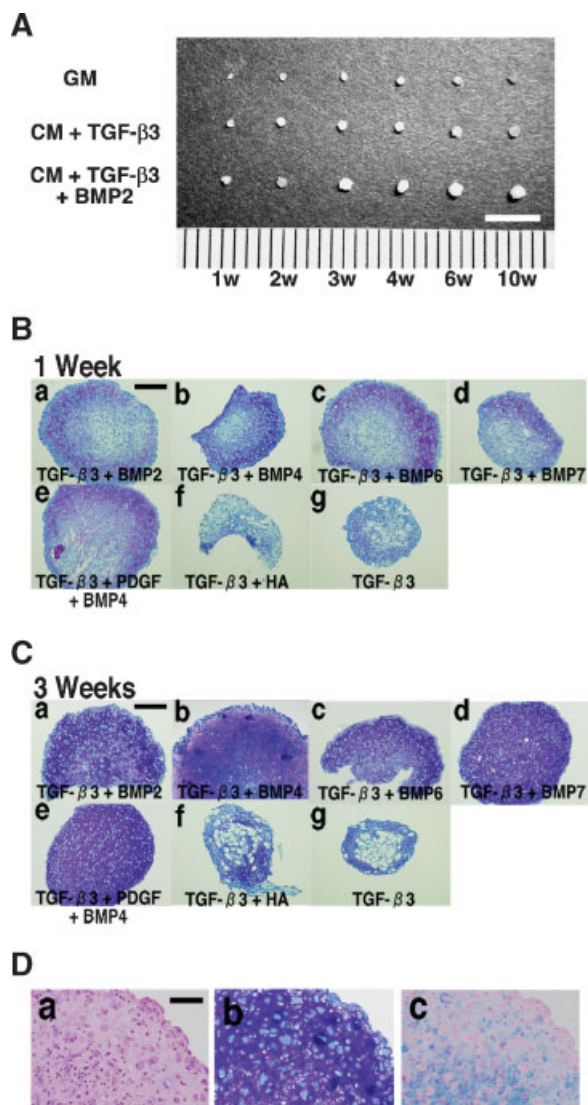 A
GM
CM + TGF-β3
CM + TGF-β3
+ BMP2
1w 2w 3w 4w 6w 10w
B
1 Week
a b c d
TGF-β3 + BMP2 TGF-β3 + BMP4 TGF-β3 + BMP6 TGF-β3 + BMP7
e f g
TGF-β3 + PDGF TGF-β3 + HA TGF-β3
+ BMP4
C
3 Weeks
a b c d
TGF-β3 + BMP2 TGF-β3 + BMP4 TGF-β3 + BMP6 TGF-β3 + BMP7
e f g
TGF-β3 + PDGF TGF-β3 + HA TGF-β3
+ BMP4
D
a b c